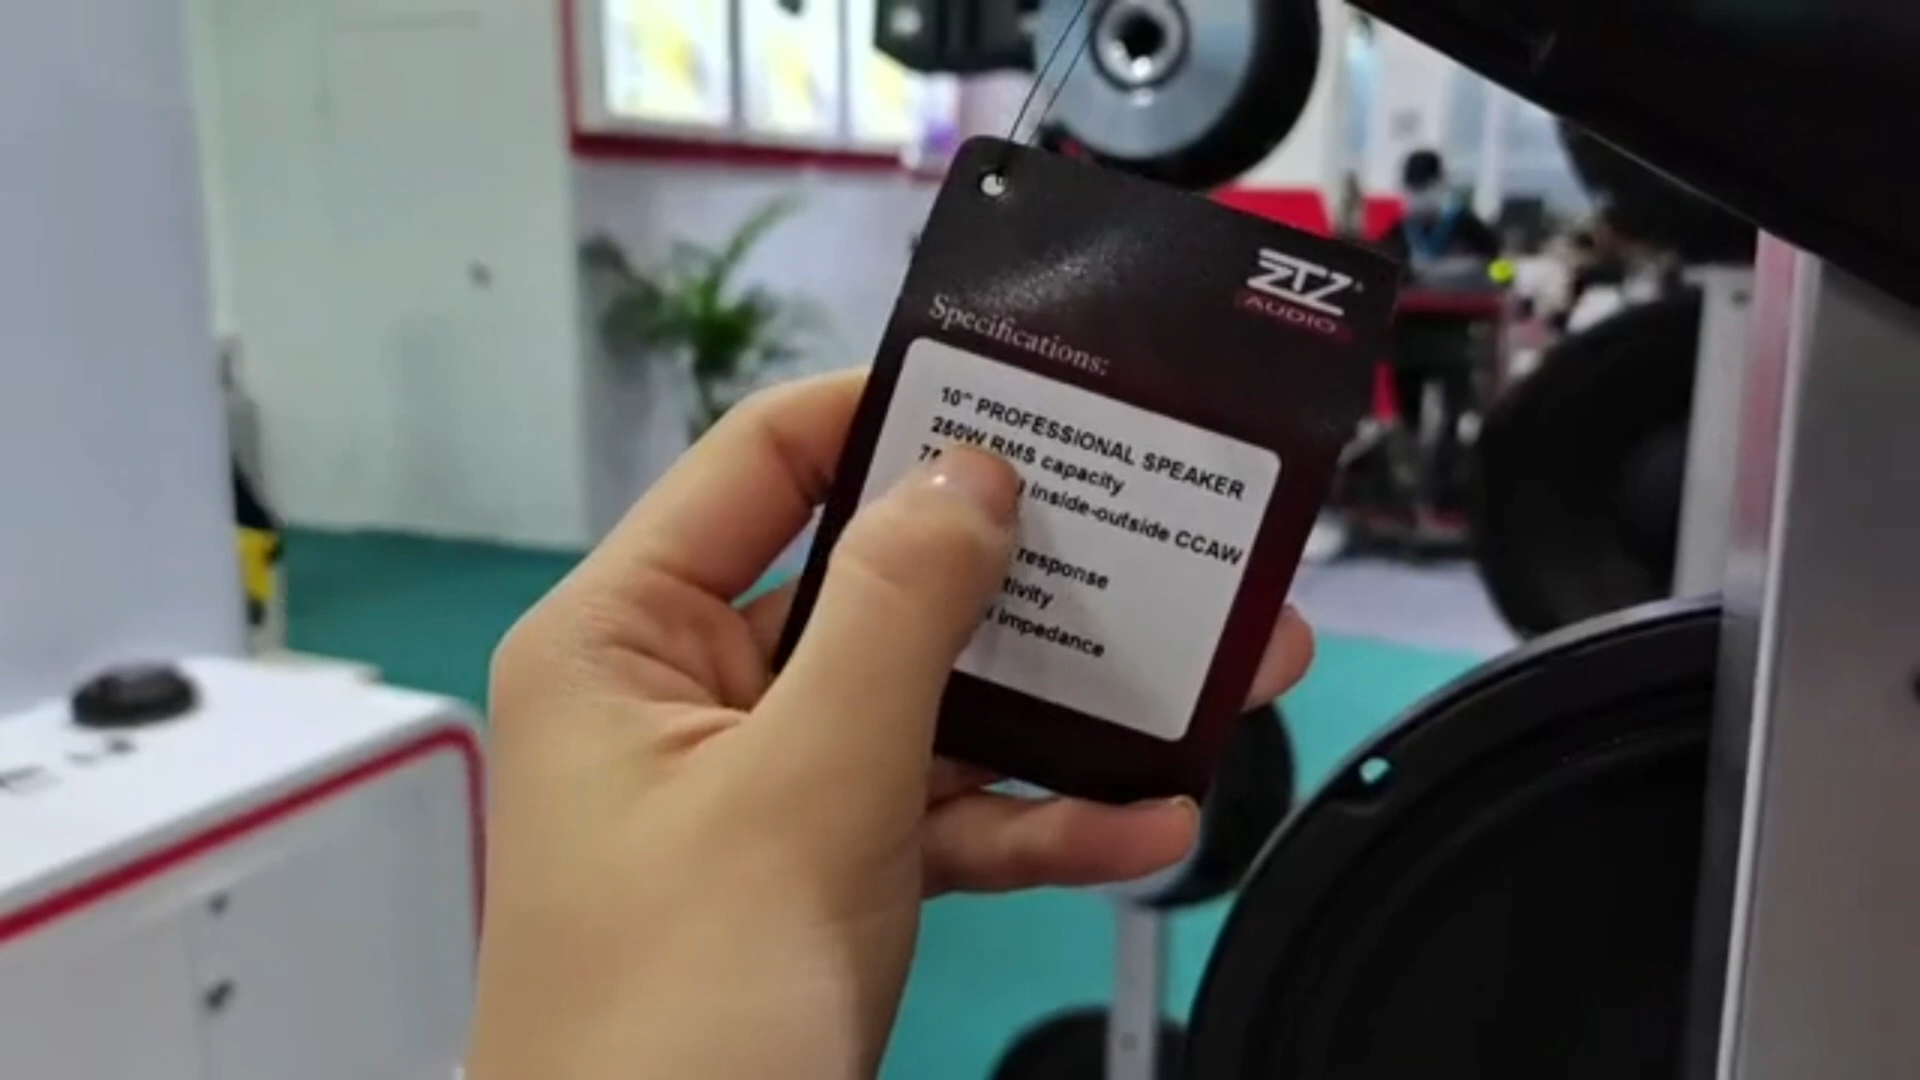 ZTZ
AUDIO
Specifications:
10" PROFESSIONAL SPEAKER
250W RMS capacity
inside-outside CCAW
response
impedance